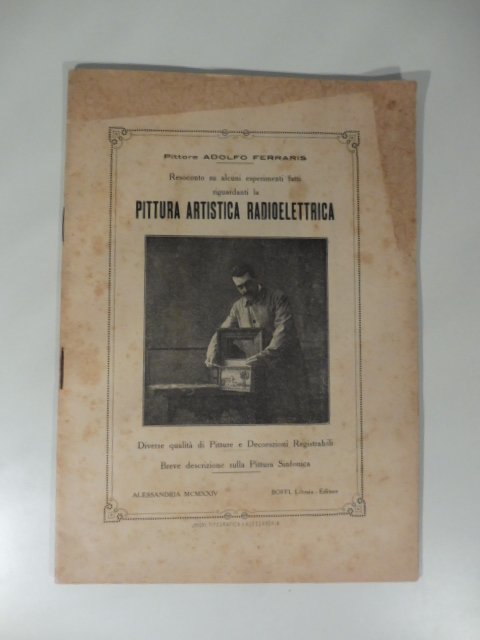 Pittore ADOLFO FERRARIS
Resoconto su alcuni esperimenti fatti
riguardanti la
PITTURA ARTISTICA RADIOELETTRICA
Diverse qualità di Pitture e Decorazioni Registrabili
Breve descrizione sulla Pittura Sinfonica
ALESSANDRIA MCMXXIV
BOFFI, Libraio - Editore